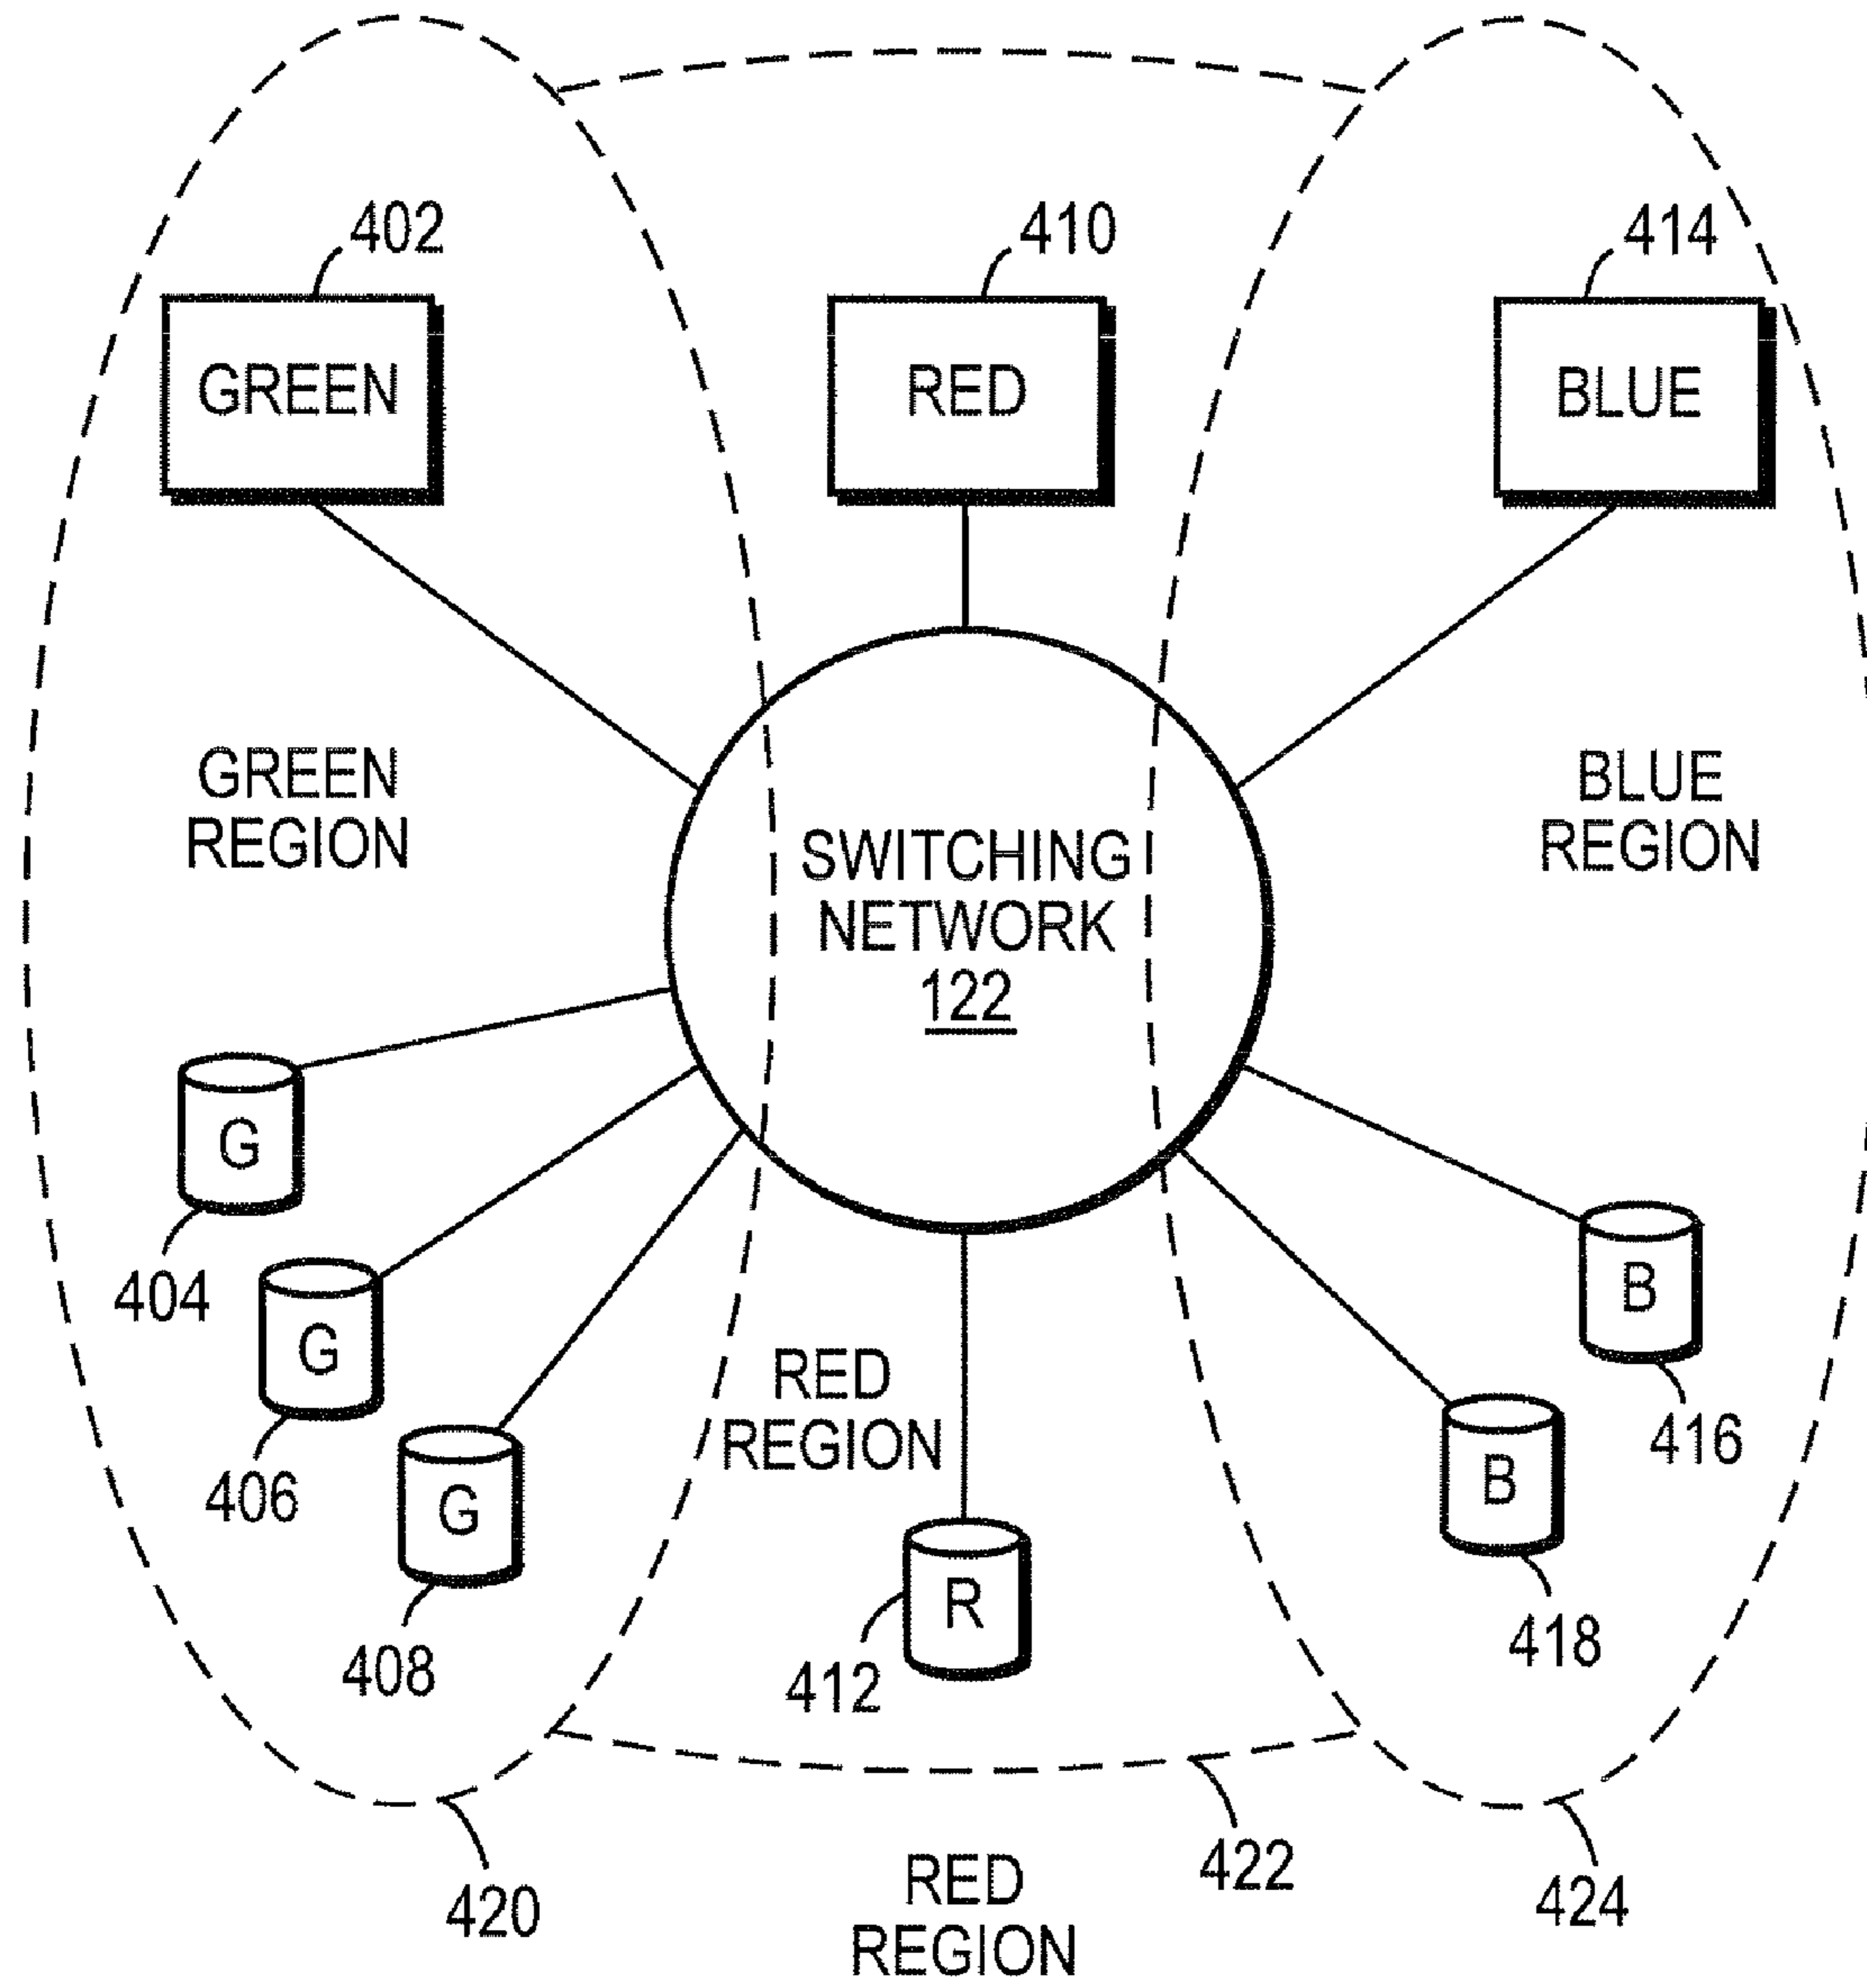 402
410
414
GREEN
RED
BLUE
GREEN
REGION
BLUE
REGION
SWITCHING
NETWORK
122
G
404
G
406
G
408
RED
REGION
R
412
B
416
B
418
420
422
424
RED
REGION